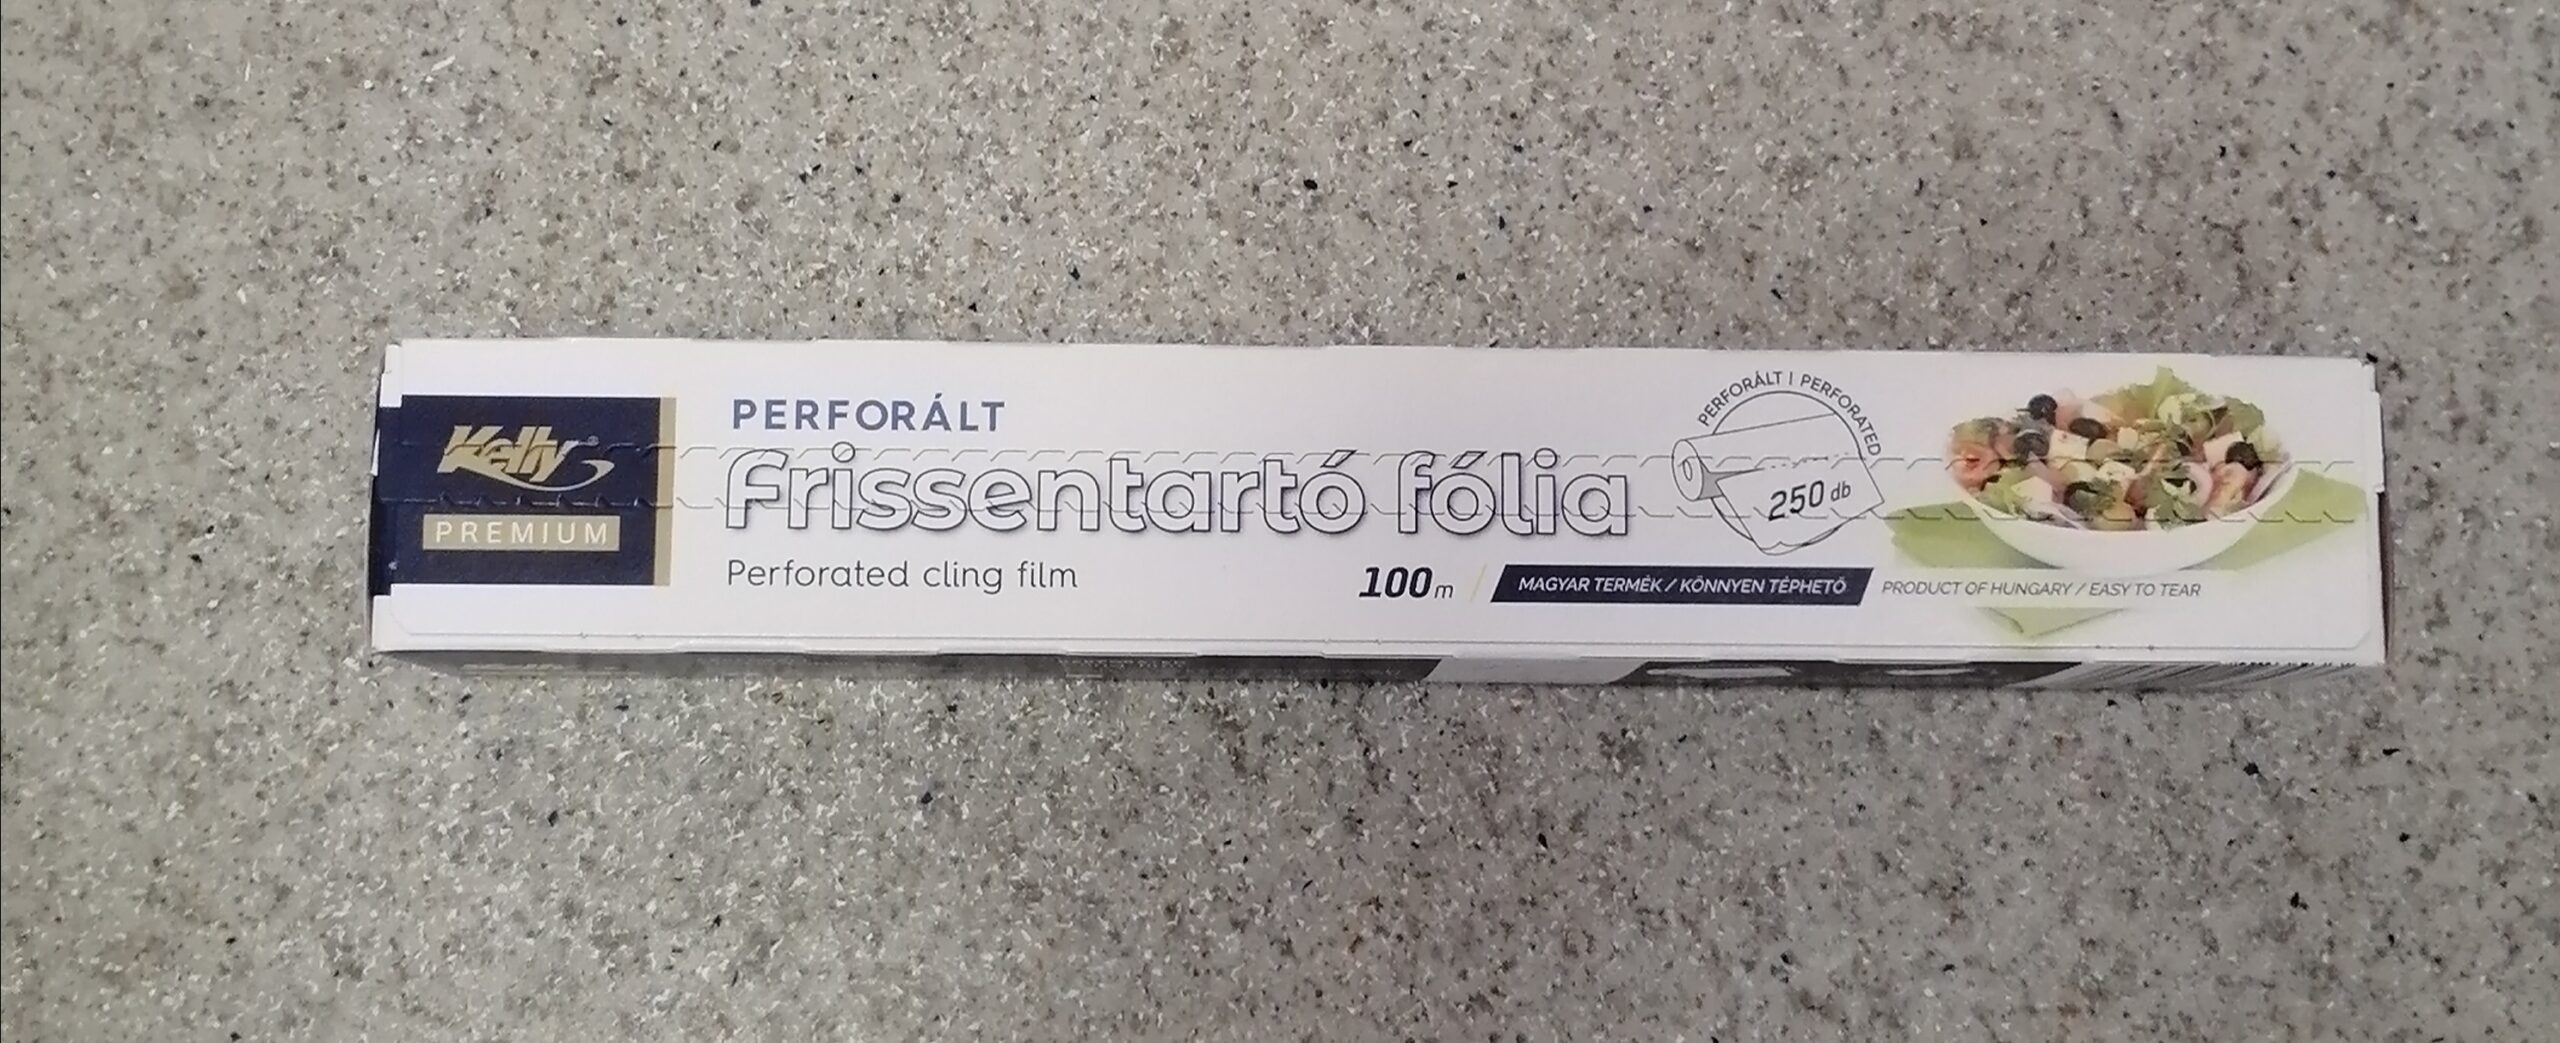 Kelly®
PREMIUM
PERFORÁLT
Frissentartó fólia
Perforated cling film
100 m
MAGYAR TERMÉK / KÖNNYEN TÉPHETŐ
PRODUCT OF HUNGARY / EASY TO TEAR
PERFORÁLT | PERFORATED
250 db